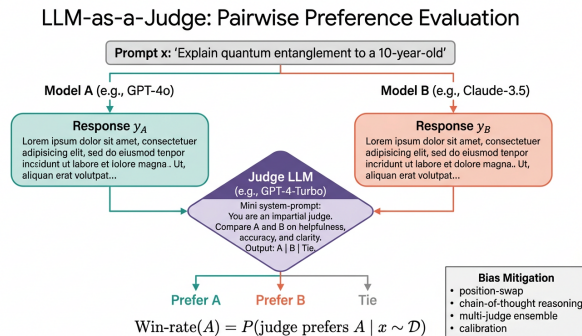 LLM-as-a-Judge: Pairwise Preference Evaluation
Prompt x: ‘Explain quantum entanglement to a 10-year-old’
Model A (e.g., GPT-4o)
Model B (e.g., Claude-3.5)
Response y_A
Lorem ipsum dolor sit amet, consectetuer
adipisicing elit, sed do eiusmod tenpor
inccidunt ut labore et iolore magna . Ut,
aliquan erat volutpat...
Response y_B
Lorem ipsum dolor sit amet, consectetuer
adipisicing elit, sed do eiusmod tenpor
incididunt ut labore et dolore magna.. Ut,
aliquan erat volutpat...
Judge LLM
(e.g., GPT-4-Turbo)
Mini system-prompt:
You are an impartial judge.
Compare A and B on helpfulness,
accuracy, and clarity.
Output: A | B | Tie.
Prefer A
Prefer B
Tie
Win-rate(A) = P(judge prefers A | x ∼ 𝒟)
Bias Mitigation
• position-swap
• chain-of-thought reasoning
• multi-judge ensemble
• calibration